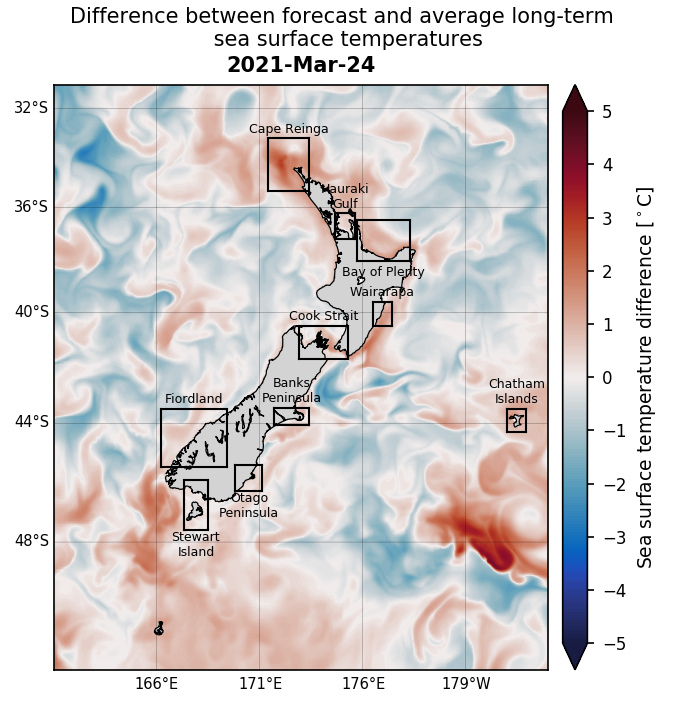 Difference between forecast and average long-term
sea surface temperatures
2021-Mar-24
32°S
36°S
40°S
44°S
48°S
166°E
171°E
176°E
179°W
Cape Reinga
Hauraki
Gulf
Bay of Plenty
Wairarapa
Cook Strait
Banks
Peninsula
Fiordland
Chatham
Islands
Otago
Peninsula
Stewart
Island
5
4
3
2
1
0
−1
−2
−3
−4
−5
Sea surface temperature difference [°C]